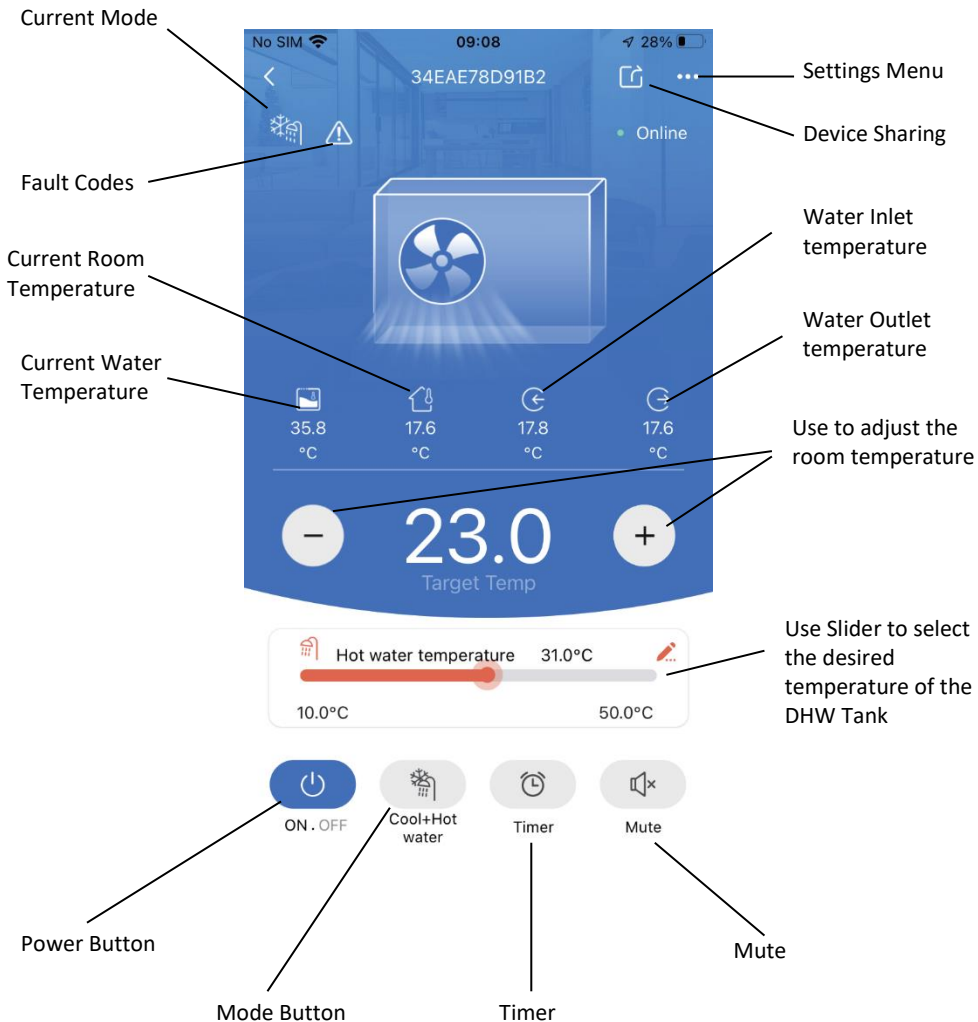 Current Mode
No SIM 09:08 28%
34EAE78D91B2
Settings Menu
Online
Device Sharing
Fault Codes
Water Inlet
temperature
Current Room
Temperature
Water Outlet
temperature
Current Water
Temperature
35.8 17.6 17.8 17.6
°C °C °C °C
Use to adjust the
room temperature
− 23.0 +
Target Temp
Use Slider to select
the desired
temperature of the
DHW Tank
Hot water temperature 31.0°C
10.0°C 50.0°C
ON . OFF
Cool+Hot
water
Timer
Mute
Power Button
Mute
Mode Button
Timer